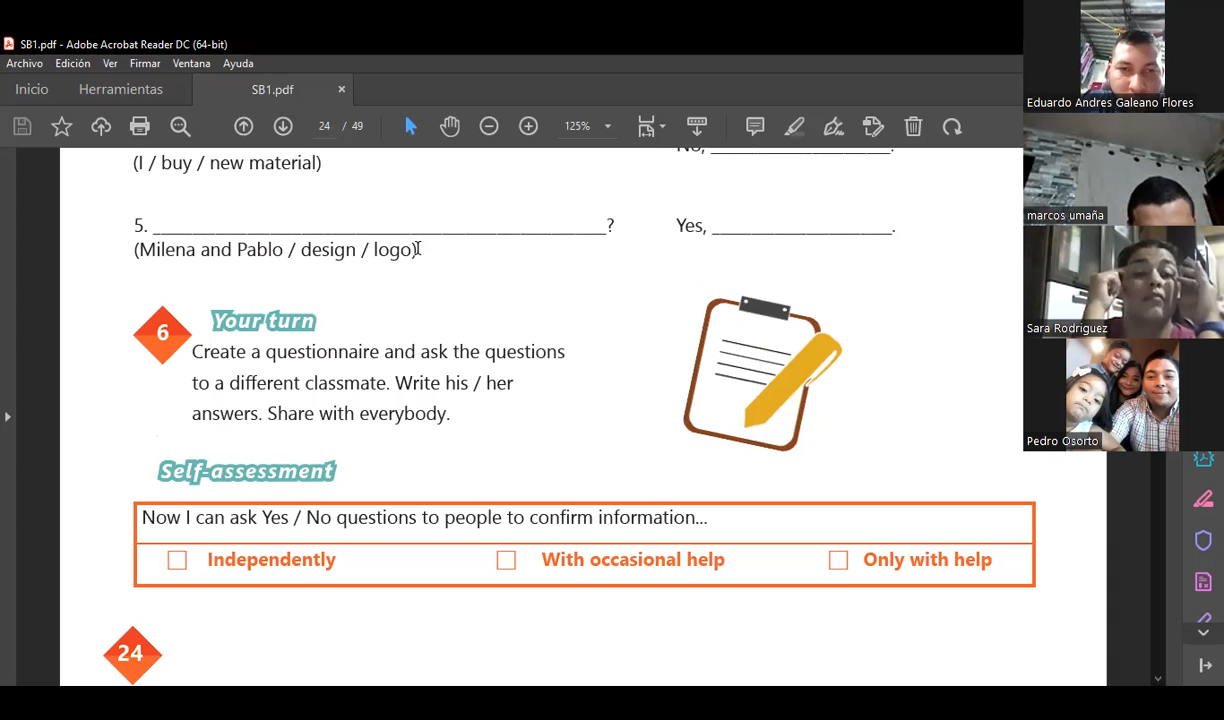 SB1.pdf - Adobe Acrobat Reader DC (64-bit)
Archivo Edición Ver Firmar Ventana Ayuda
Inicio Herramientas SB1.pdf ×
24 / 49 125%
No, ____________________.
(I / buy / new material)
5. __________________________________________________? Yes, ____________________.
(Milena and Pablo / design / logo)
6 Your turn
Create a questionnaire and ask the questions
to a different classmate. Write his / her
answers. Share with everybody.
Self-assessment
Now I can ask Yes / No questions to people to confirm information...
Independently With occasional help Only with help
24
Eduardo Andres Galeano Flores
marcos umaña
Sara Rodriguez
Pedro Osorto